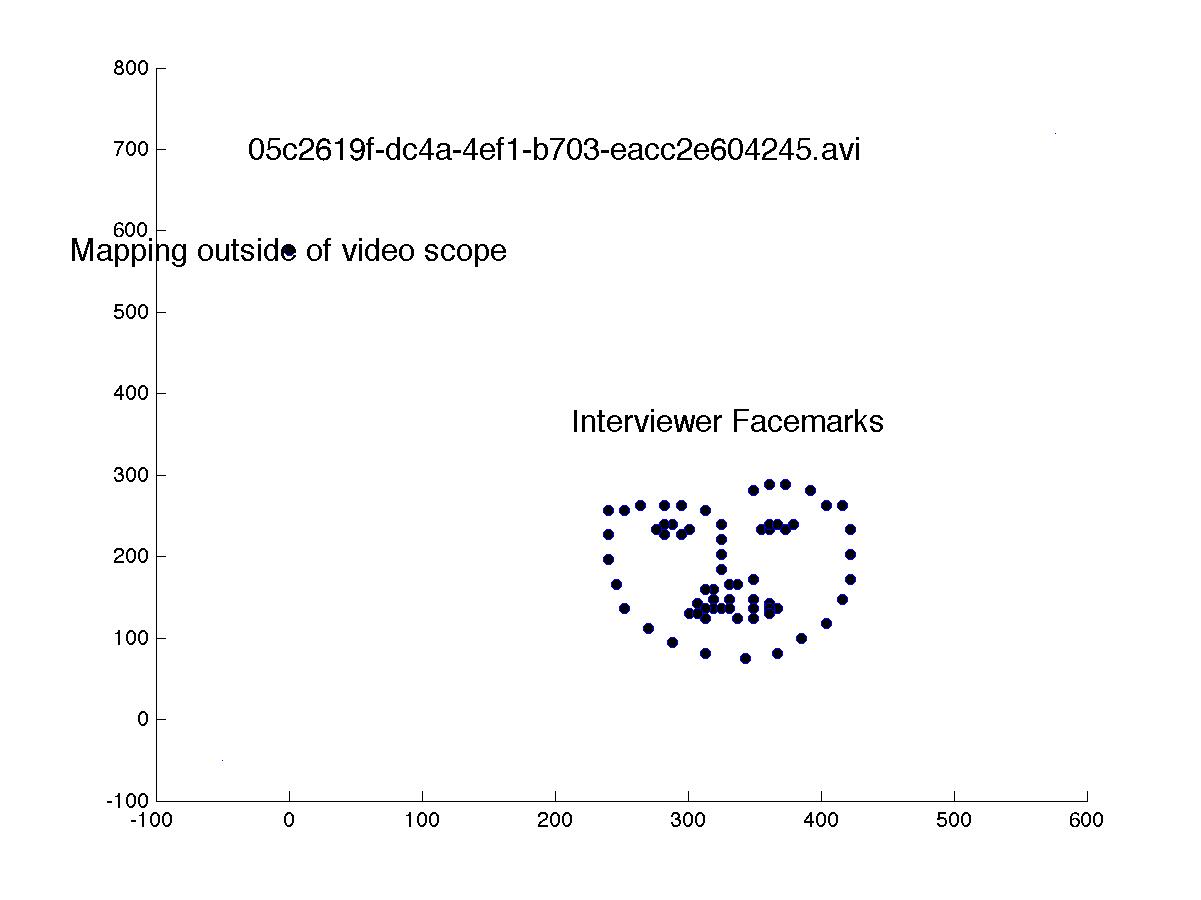 800
700
05c2619f-dc4a-4ef1-b703-eacc2e604245.avi
600
Mapping outside of video scope
500
400
Interviewer Facemarks
300
200
100
0
-100
-100 0 100 200 300 400 500 600